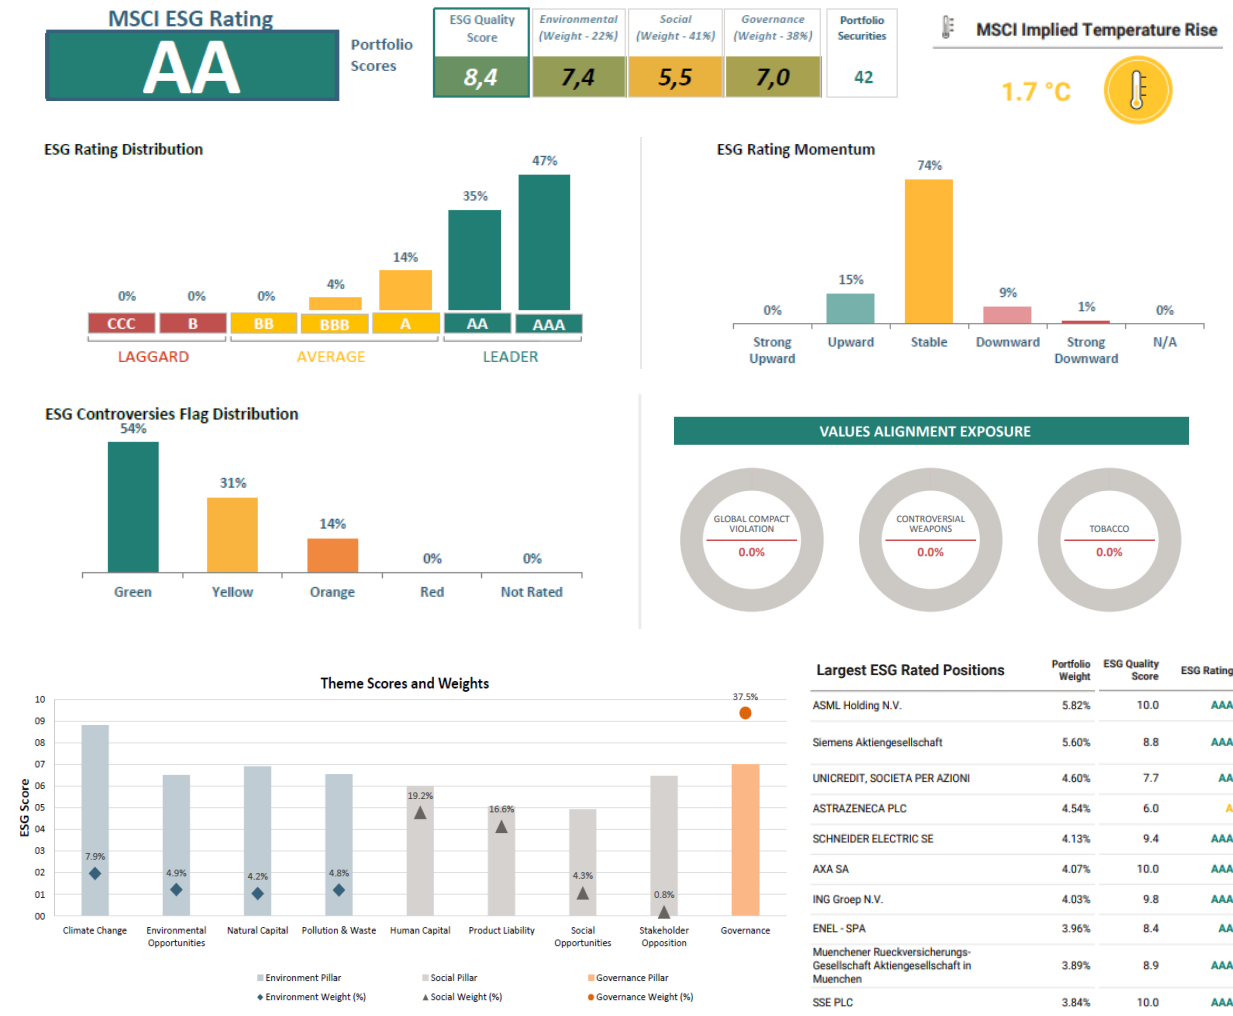 MSCI ESG Rating
AA
Portfolio
Scores
ESG Quality
Score
8,4
Environmental
(Weight - 22%)
7,4
Social
(Weight - 41%)
5,5
Governance
(Weight - 38%)
7,0
Portfolio
Securities
42
MSCI Implied Temperature Rise
1.7 °C
ESG Rating Distribution
0%
0%
0%
4%
14%
35%
47%
CCC
B
BB
BBB
A
AA
AAA
LAGGARD
AVERAGE
LEADER
ESG Rating Momentum
0%
15%
74%
9%
1%
0%
Strong
Upward
Upward
Stable
Downward
Strong
Downward
N/A
ESG Controversies Flag Distribution
54%
31%
14%
0%
0%
Green
Yellow
Orange
Red
Not Rated
VALUES ALIGNMENT EXPOSURE
GLOBAL COMPACT
VIOLATION
0.0%
CONTROVERSIAL
WEAPONS
0.0%
TOBACCO
0.0%
Theme Scores and Weights
ESG Score
10
09
08
07
06
05
04
03
02
01
00
7.9%
4.9%
4.2%
4.8%
19.2%
16.6%
4.3%
0.8%
37.5%
Climate Change
Environmental
Opportunities
Natural Capital
Pollution & Waste
Human Capital
Product Liability
Social
Opportunities
Stakeholder
Opposition
Governance
Environment Pillar
Social Pillar
Governance Pillar
Environment Weight (%)
Social Weight (%)
Governance Weight (%)
Largest ESG Rated Positions
Portfolio
Weight
ESG Quality
Score
ESG Rating
ASML Holding N.V. 5.82% 10.0 AAA
Siemens Aktiengesellschaft 5.60% 8.8 AAA
UNICREDIT, SOCIETA PER AZIONI 4.60% 7.7 AA
ASTRAZENECA PLC 4.54% 6.0 A
SCHNEIDER ELECTRIC SE 4.13% 9.4 AAA
AXA SA 4.07% 10.0 AAA
ING Groep N.V. 4.03% 9.8 AAA
ENEL - SPA 3.96% 8.4 AA
Muenchener Rueckversicherungs-
Gesellschaft Aktiengesellschaft in 3.89% 8.9 AAA
Muenchen
SSE PLC 3.84% 10.0 AAA